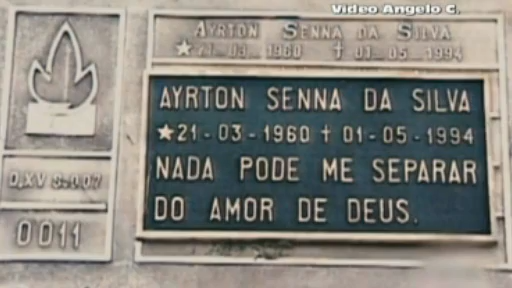 Video Angelo C.
AYRTON SENNA DA SILVA
★21-03-1960 ✝ 01-05-1994
AYRTON SENNA DA SILVA
★21-03-1960 ✝ 01-05-1994
NADA PODE ME SEPARAR
DO AMOR DE DEUS.
0011